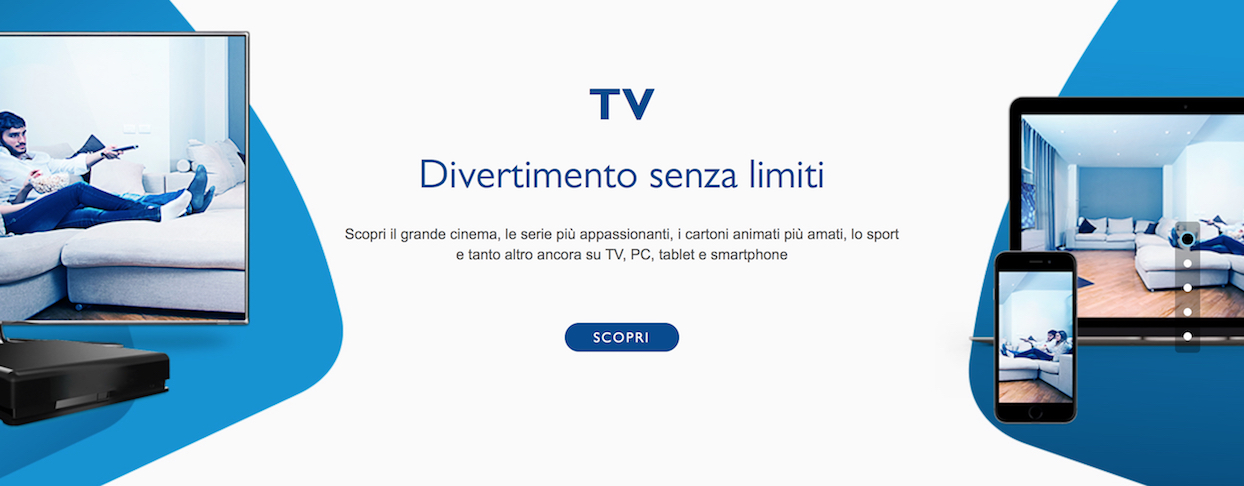 TV
Divertimento senza limiti
Scopri il grande cinema, le serie più appassionanti, i cartoni animati più amati, lo sport
e tanto altro ancora su TV, PC, tablet e smartphone
SCOPRI